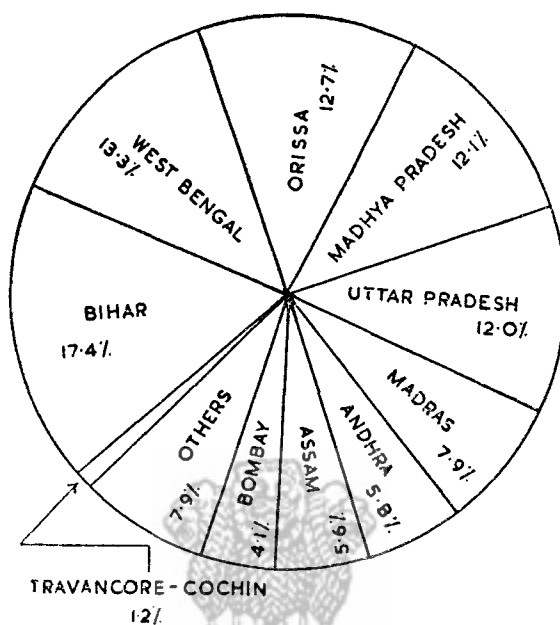 ORISSA
12.7%
MADHYA PRADESH
12.1%
UTTAR PRADESH
12.0%
MADRAS
7.9%
ANDHRA
5.8%
ASSAM
5.6%
BOMBAY
4.1%
OTHERS
7.9%
TRAVANCORE-COCHIN
1.2%
BIHAR
17.4%
WEST BENGAL
13.3%